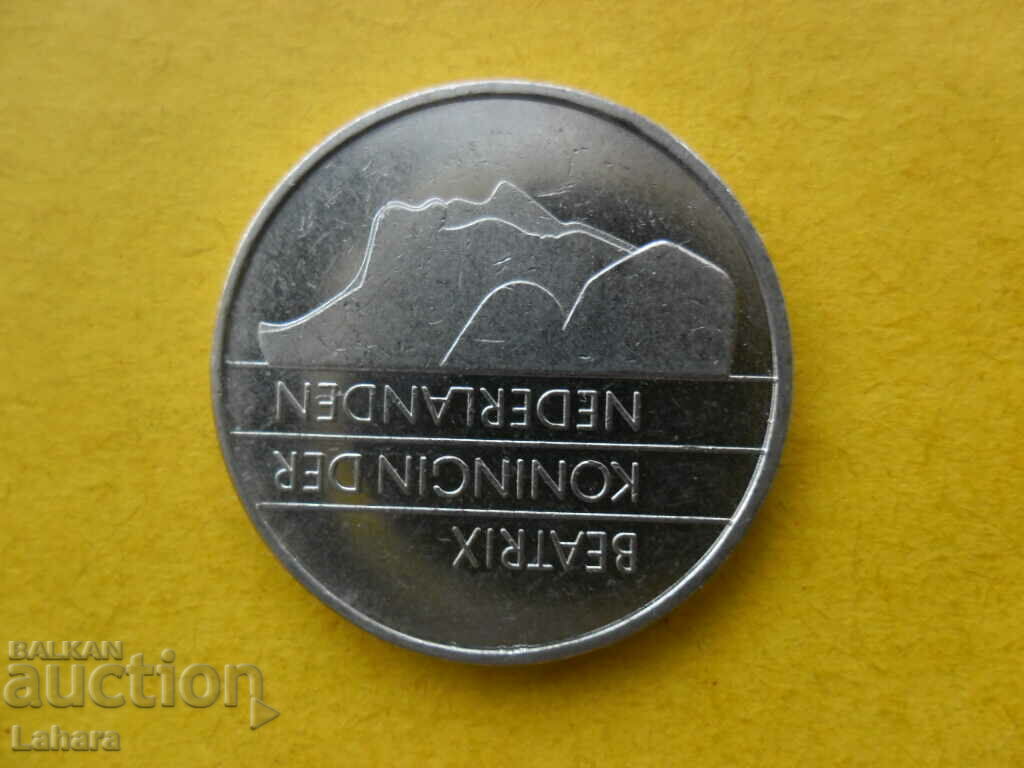 BEATRIX
KONINGIN DER
NEDERLANDEN
BALKAN
auction
Lahara